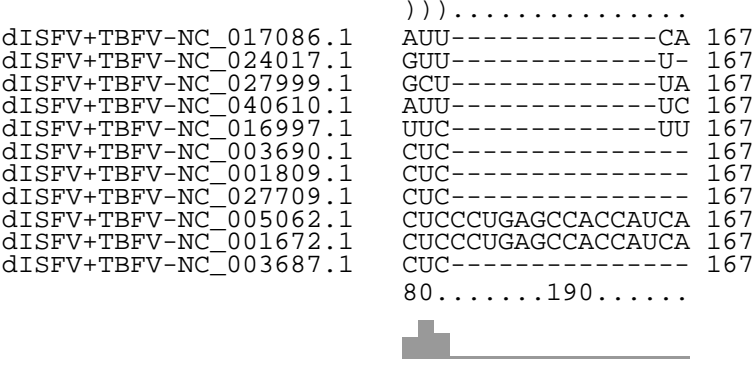 )))...............
dISFV+TBFV-NC_017086.1 AUU-------------CA 167
dISFV+TBFV-NC_024017.1 GUU-------------U- 167
dISFV+TBFV-NC_027999.1 GCU-------------UA 167
dISFV+TBFV-NC_040610.1 AUU-------------UC 167
dISFV+TBFV-NC_016997.1 UUC-------------UU 167
dISFV+TBFV-NC_003690.1 CUC--------------- 167
dISFV+TBFV-NC_001809.1 CUC--------------- 167
dISFV+TBFV-NC_027709.1 CUC--------------- 167
dISFV+TBFV-NC_005062.1 CUCCCUGAGCCACCAUCA 167
dISFV+TBFV-NC_001672.1 CUCCCUGAGCCACCAUCA 167
dISFV+TBFV-NC_003687.1 CUC--------------- 167
80.......190......